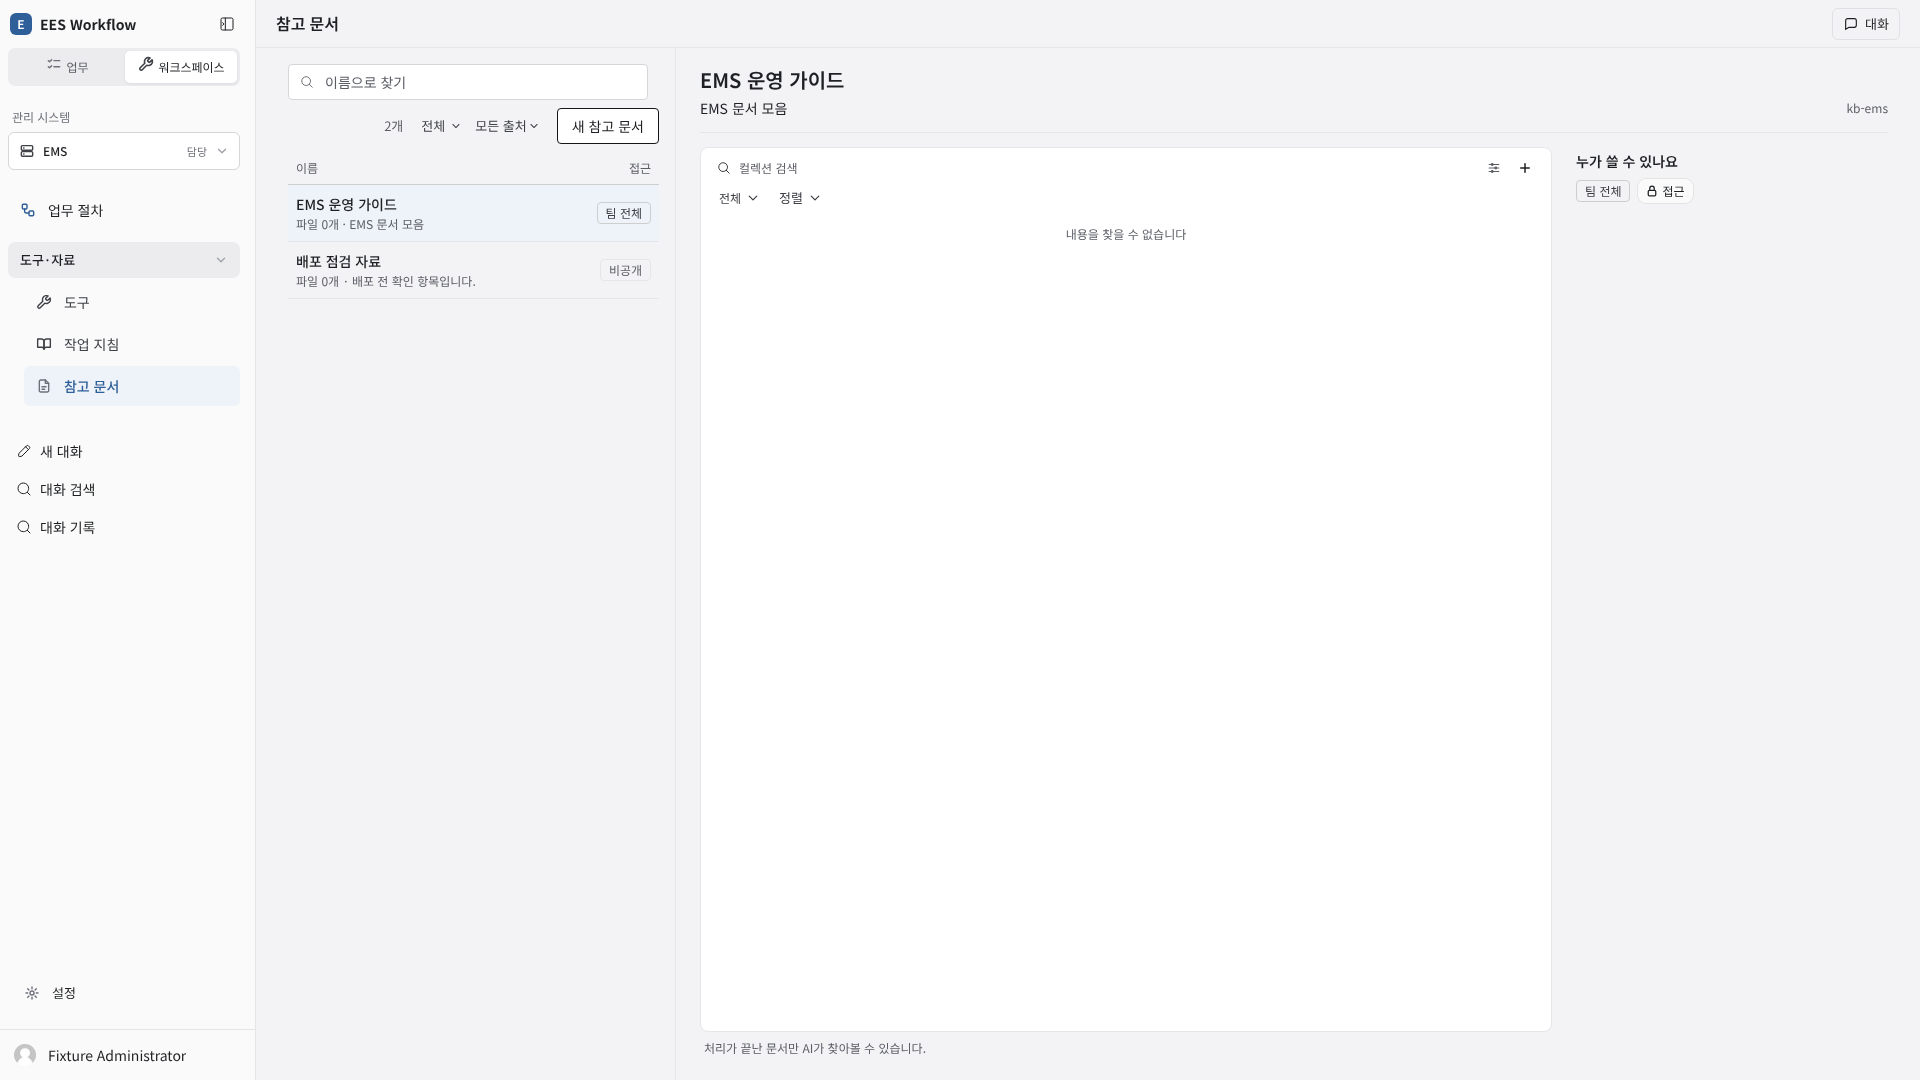 E EES Workflow
업무
워크스페이스
관리 시스템
EMS 담당
업무 절차
도구·자료
도구
작업 지침
참고 문서
새 대화
대화 검색
대화 기록
설정
Fixture Administrator
참고 문서
대화
이름으로 찾기
2개 전체 모든 출처 새 참고 문서
이름 접근
EMS 운영 가이드
파일 0개 · EMS 문서 모음
팀 전체
배포 점검 자료
파일 0개 · 배포 전 확인 항목입니다.
비공개
EMS 운영 가이드
EMS 문서 모음
kb-ems
컬렉션 검색
전체 정렬
내용을 찾을 수 없습니다
처리가 끝난 문서만 AI가 찾아볼 수 있습니다.
누가 쓸 수 있나요
팀 전체 접근